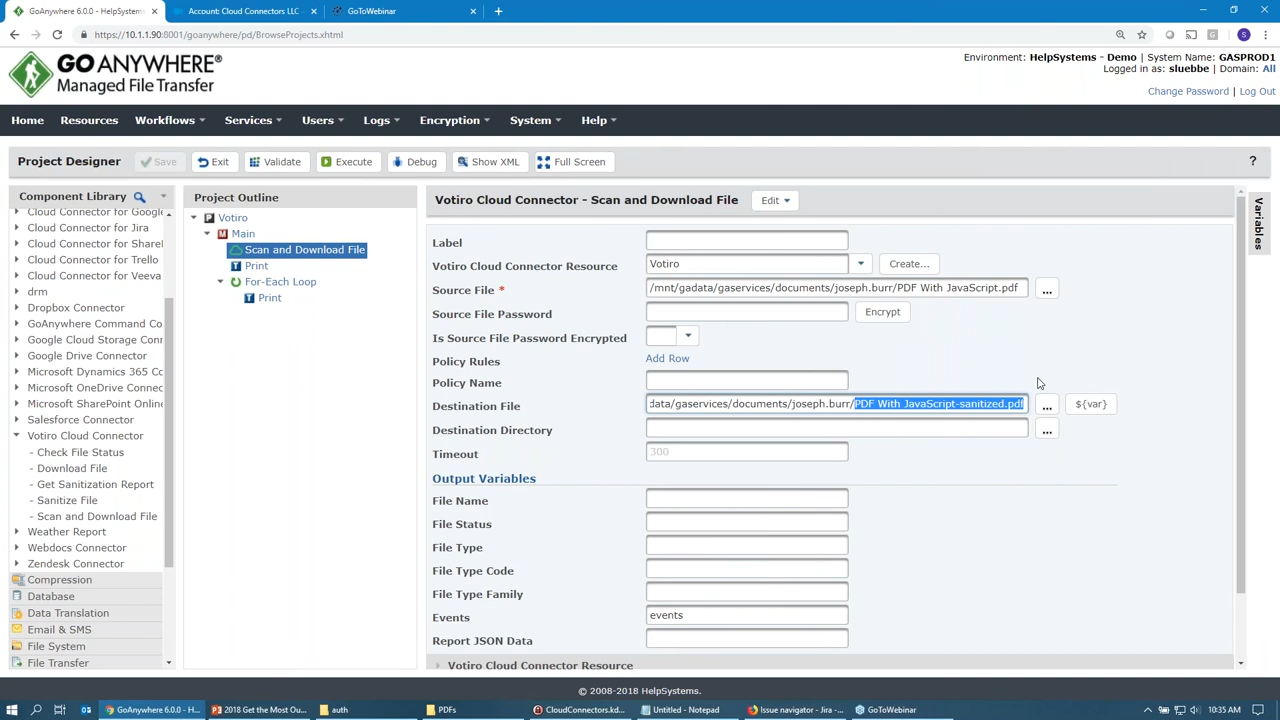 GoAnywhere 6.0.0 - HelpSystems
Account: Cloud Connectors LLC -
GoToWebinar
https://10.1.1.90:8001/goanywhere/pd/BrowseProjects.xhtml
GO ANYWHERE®
Managed File Transfer
Environment: HelpSystems - Demo | System Name: GASPROD1
Logged in as: sluebbe | Domain: All
Change Password | Log Out
Home Resources Workflows Services Users Logs Encryption System Help
Project Designer Save Exit Validate Execute Debug Show XML Full Screen ?
Component Library
Cloud Connector for Google
Cloud Connector for Jira
Cloud Connector for ShareF
Cloud Connector for Trello
Cloud Connector for Veeva
drm
Dropbox Connector
GoAnywhere Command Co
Google Cloud Storage Conn
Google Drive Connector
Microsoft Dynamics 365 Co
Microsoft OneDrive Connec
Microsoft SharePoint Onlin
Salesforce Connector
Votiro Cloud Connector
- Check File Status
- Download File
- Get Sanitization Report
- Sanitize File
- Scan and Download File
Weather Report
Webdocs Connector
Zendesk Connector
Compression
Database
Data Translation
Email & SMS
File System
File Transfer
Project Outline
Votiro
Main
Scan and Download File
Print
For-Each Loop
Print
Votiro Cloud Connector - Scan and Download File Edit
Label
Votiro Cloud Connector Resource Votiro Create...
Source File * /mnt/gadata/gaservices/documents/joseph.burr/PDF With JavaScript.pdf ...
Source File Password Encrypt
Is Source File Password Encrypted
Policy Rules Add Row
Policy Name
Destination File data/gaservices/documents/joseph.burr/PDF With JavaScript-sanitized.pdf ... ${var}
Destination Directory ...
Timeout 300
Output Variables
File Name
File Status
File Type
File Type Code
File Type Family
Events events
Report JSON Data
Votiro Cloud Connector Resource
Variables
© 2008-2018 HelpSystems.
GoAnywhere 6.0.0 - H...
2018 Get the Most Ou...
auth
PDFs
CloudConnectors.kd...
Untitled - Notepad
Issue navigator - Jira -...
GoToWebinar
10:35 AM